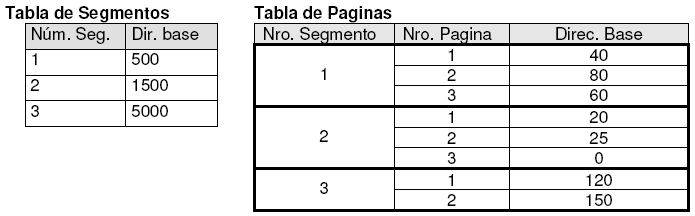 Tabla de Segmentos
Núm. Seg. Dir. base
1 500
2 1500
3 5000
Tabla de Paginas
Nro. Segmento Nro. Pagina Direc. Base
1 1 40
2 80
3 60
2 1 20
2 25
3 0
3 1 120
2 150